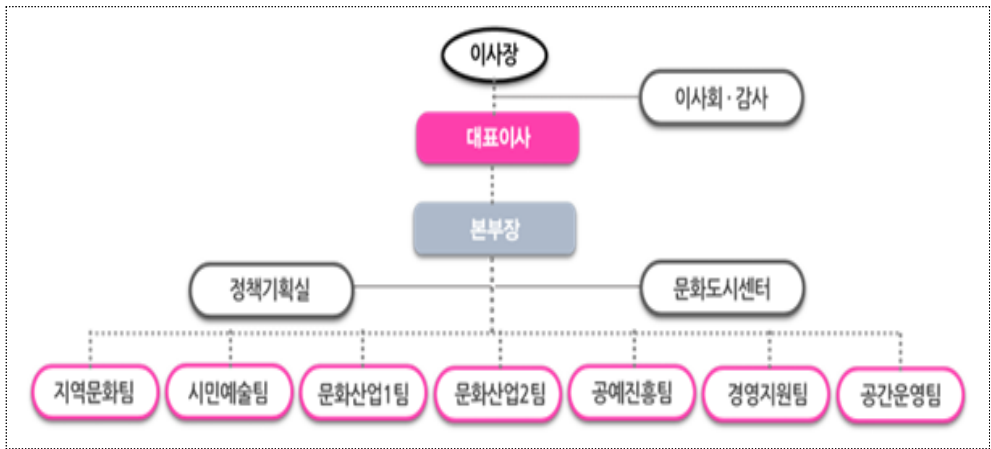 이사장
이사회 · 감사
대표이사
본부장
정책기획실
문화도시센터
지역문화팀
시민예술팀
문화산업1팀
문화산업2팀
공예진흥팀
경영지원팀
공간운영팀